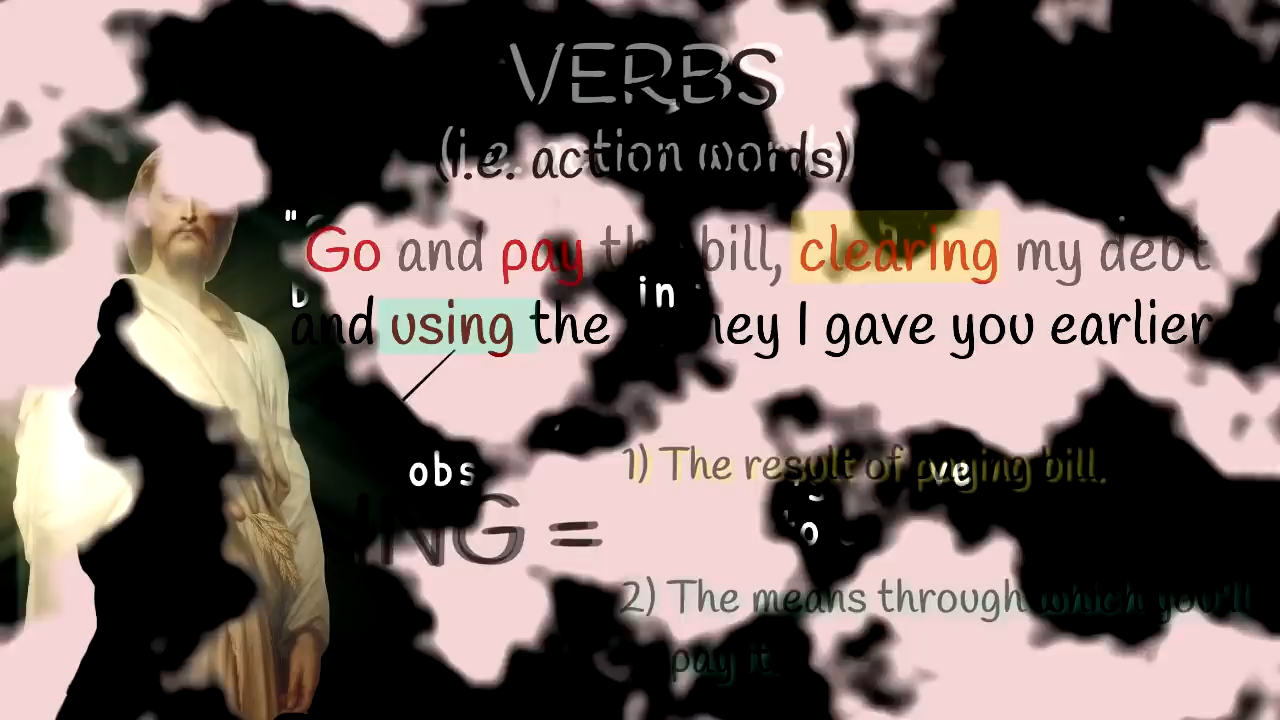 VERBS
(i.e. action words)
"Go and pay the bill, clearing my debt
in
and using the money I gave you earlier
1) The result of paying bill.
ING =
2) The means through which you'll
pay it.